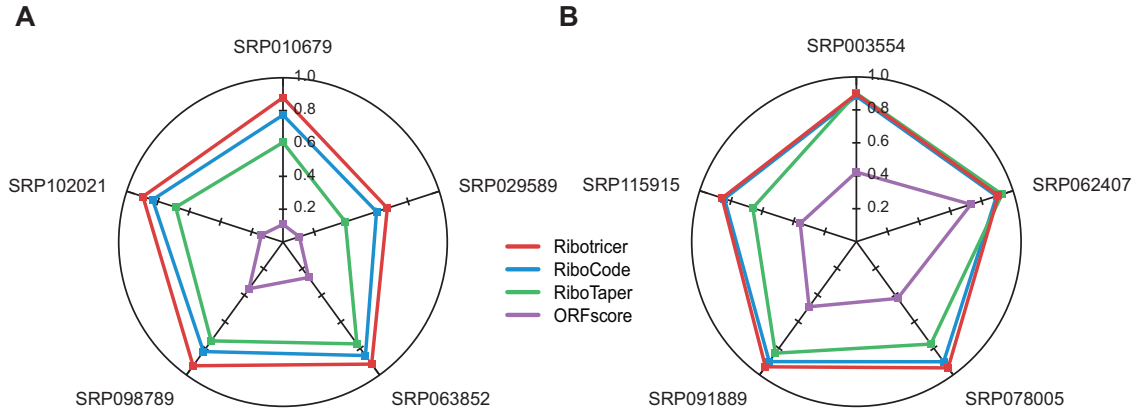 A
B
SRP010679
SRP003554
1.0
0.8
0.6
0.4
0.2
1.0
0.8
0.6
0.4
0.2
SRP102021
SRP029589
SRP115915
SRP062407
Ribotricer
RiboCode
RiboTaper
ORFscore
SRP098789
SRP063852
SRP091889
SRP078005